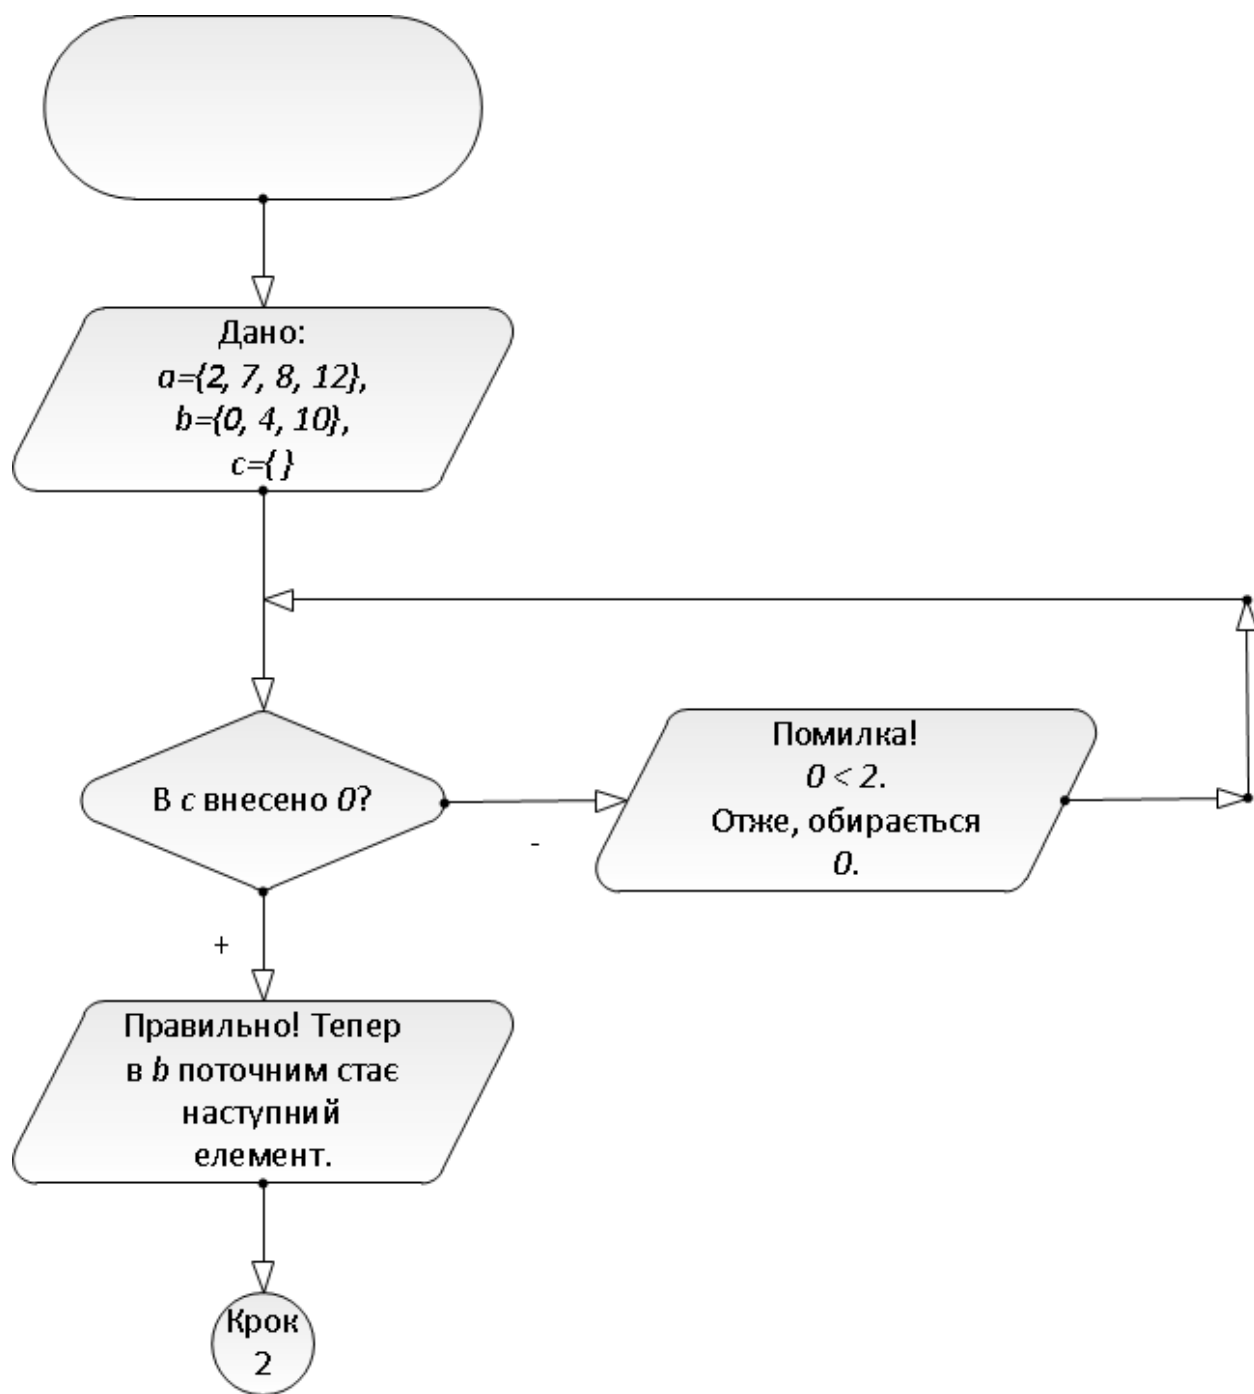 Дано:
a={2, 7, 8, 12},
b={0, 4, 10},
c={ }
В c внесено 0?
-
Помилка!
0 < 2.
Отже, обирається
0.
+
Правильно! Тепер
в b поточним стає
наступний
елемент.
Крок
2